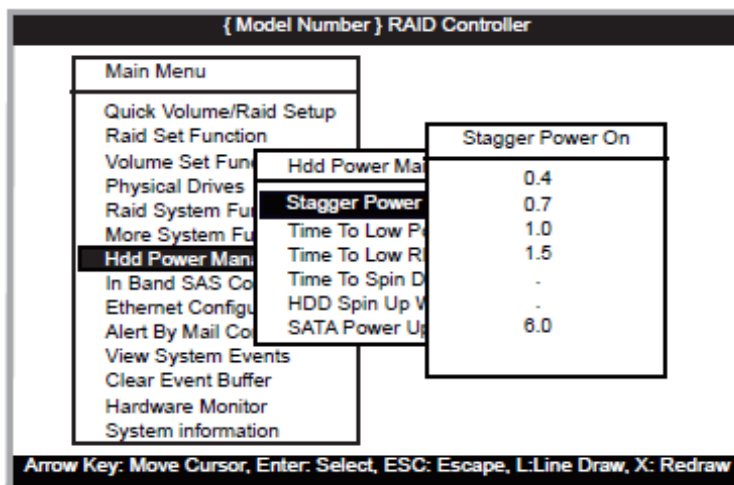 { Model Number } RAID Controller
Main Menu
Quick Volume/Raid Setup
Raid Set Function
Volume Set Fun
Physical Drives
Raid System Fu
More System Fu
Hdd Power Man
In Band SAS Co
Ethernet Configu
Alert By Mail Co
View System Events
Clear Event Buffer
Hardware Monitor
System information
Hdd Power Mai
Stagger Power
Time To Low P
Time To Low R
Time To Spin D
HDD Spin Up W
SATA Power Up
Stagger Power On
0.4
0.7
1.0
1.5
.
.
6.0
Arrow Key: Move Cursor, Enter: Select, ESC: Escape, L:Line Draw, X: Redraw